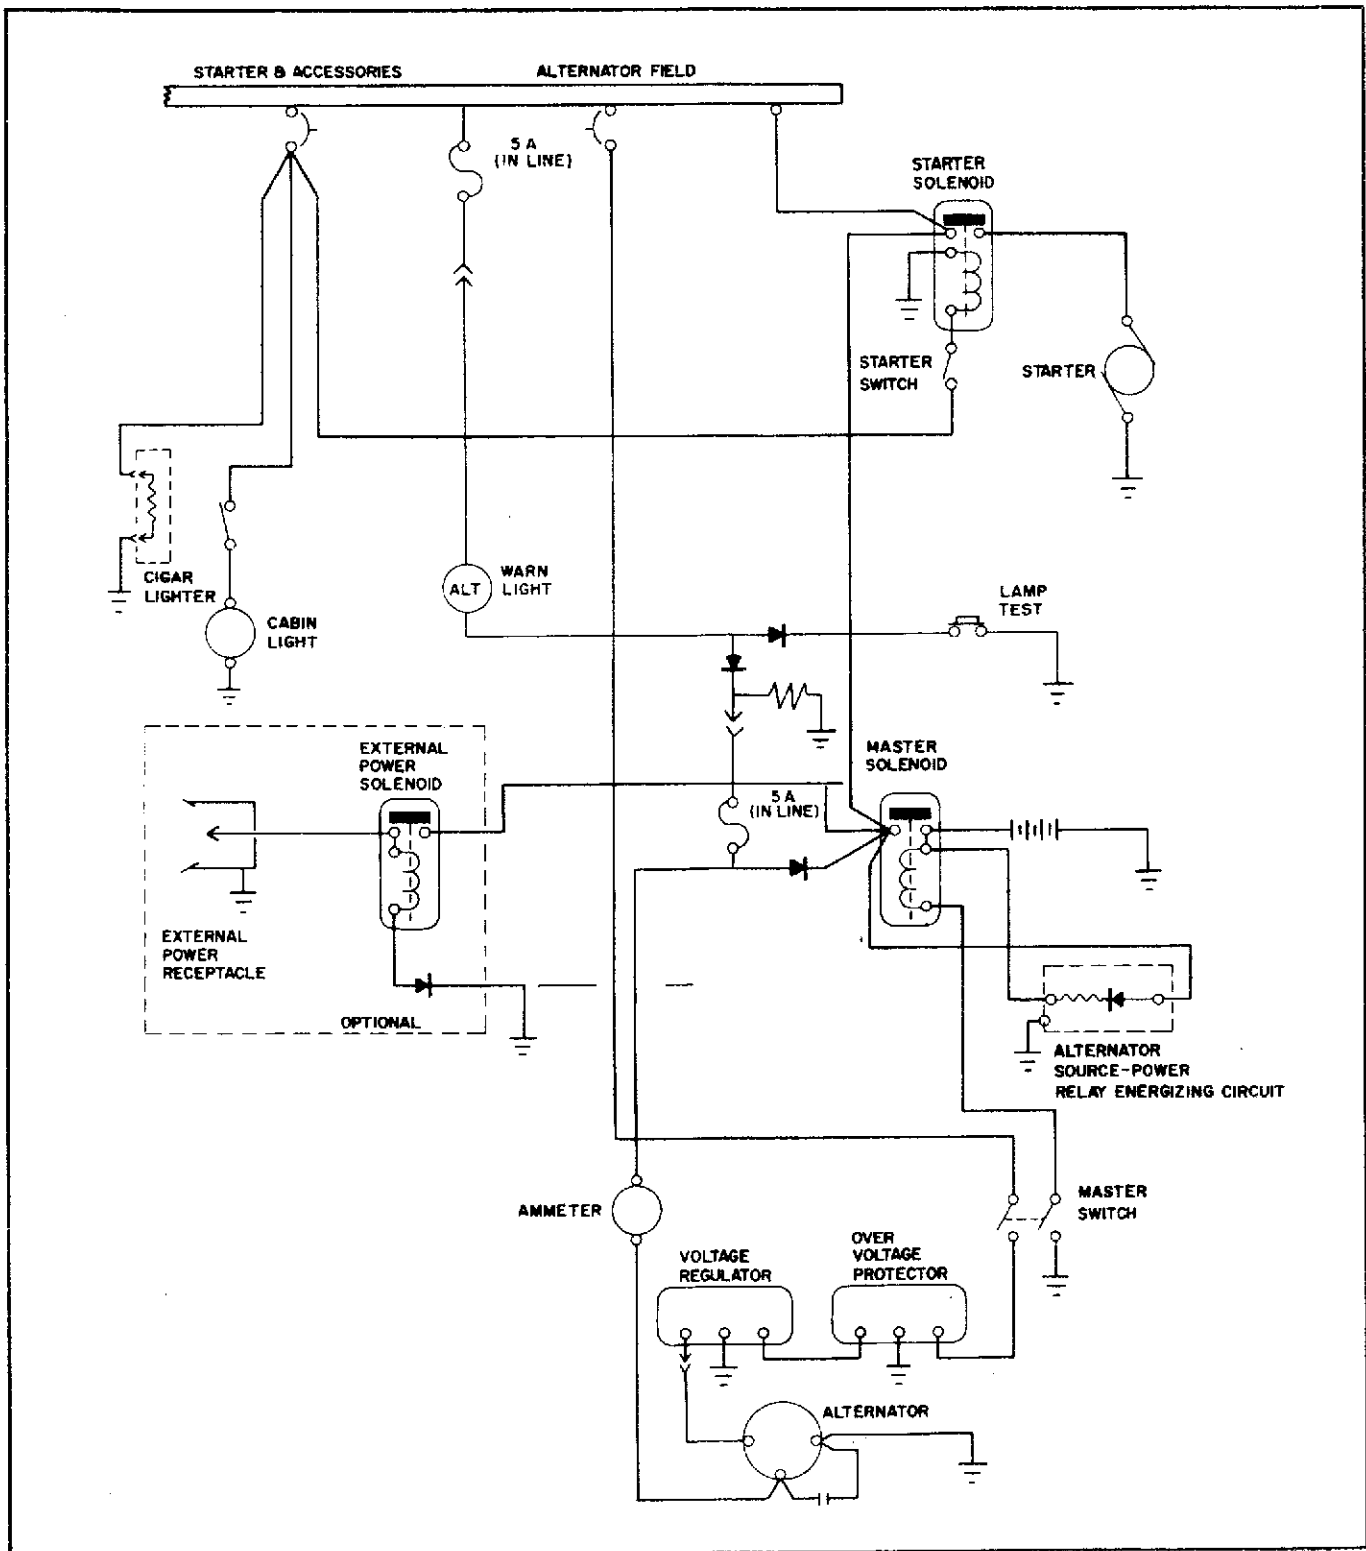 STARTER & ACCESSORIES
ALTERNATOR FIELD
5 A
(IN LINE)
STARTER
SOLENOID
STARTER
SWITCH
STARTER
CIGAR
LIGHTER
CABIN
LIGHT
ALT
WARN
LIGHT
LAMP
TEST
EXTERNAL
POWER
SOLENOID
MASTER
SOLENOID
5 A
(IN LINE)
EXTERNAL
POWER
RECEPTACLE
OPTIONAL
ALTERNATOR
SOURCE-POWER
RELAY ENERGIZING CIRCUIT
AMMETER
MASTER
SWITCH
VOLTAGE
REGULATOR
OVER
VOLTAGE
PROTECTOR
ALTERNATOR